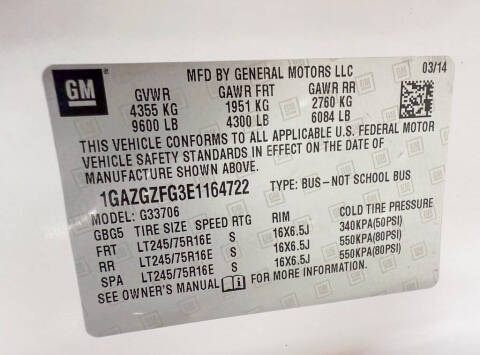 GM
MFD BY GENERAL MOTORS LLC 03/14
GVWR GAWR FRT GAWR RR
4355 KG 1951 KG 2760 KG
9600 LB 4300 LB 6084 LB
THIS VEHICLE CONFORMS TO ALL APPLICABLE U.S. FEDERAL MOTOR
VEHICLE SAFETY STANDARDS IN EFFECT ON THE DATE OF
MANUFACTURE SHOWN ABOVE.
1GAZGZFG3E1164722 TYPE: BUS–NOT SCHOOL BUS
MODEL: G33706
GBG5 TIRE SIZE SPEED RTG RIM COLD TIRE PRESSURE
FRT LT245/75R16E S 16X6.5J 340KPA(50PSI)
RR LT245/75R16E S 16X6.5J 550KPA(80PSI)
SPA LT245/75R16E S 16X6.5J 550KPA(80PSI)
SEE OWNER'S MANUAL FOR MORE INFORMATION.